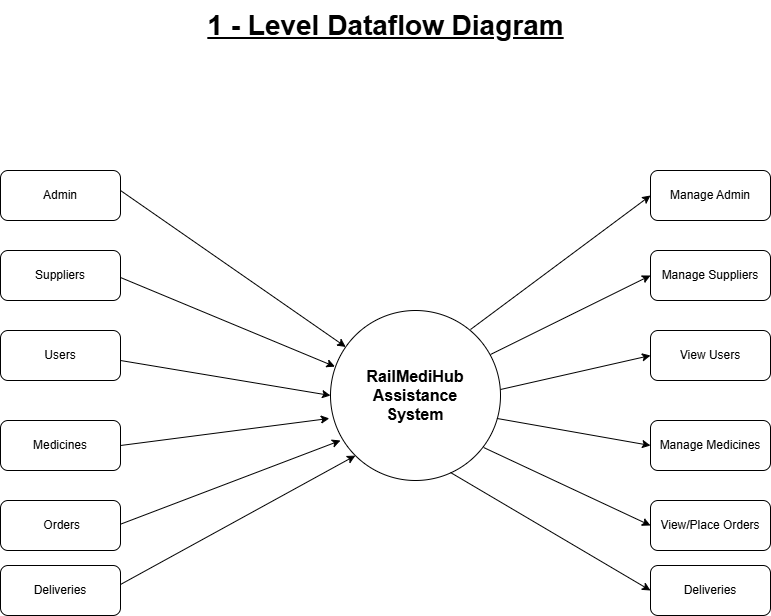 1 - Level Dataflow Diagram
Admin
Manage Admin
Suppliers
Manage Suppliers
Users
View Users
RailMediHub
Assistance
System
Medicines
Manage Medicines
Orders
View/Place Orders
Deliveries
Deliveries